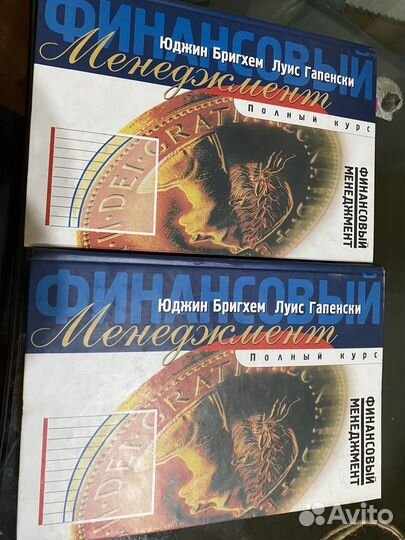 ФИНАНСОВЫЙ
Юджин Бригхем Луис Гапенски
Менеджмент
Полный курс
ФИНАНСОВЫЙ
МЕНЕДЖМЕНТ
ФИНАНСОВЫЙ
Юджин Бригхем Луис Гапенски
Менеджмент
Полный курс
ФИНАНСОВЫЙ
МЕНЕДЖМЕНТ
Avito